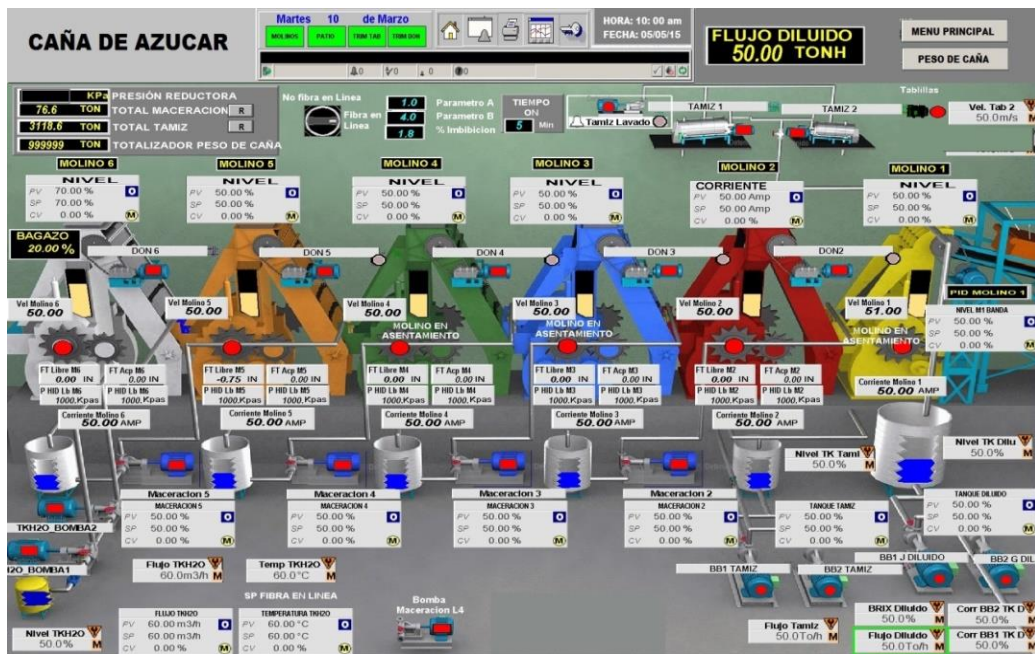 CAÑA DE AZUCAR
Martes 10 de Marzo
MOLINOS PATIO TRIM TAB TRIM DON
HORA: 10: 00 am
FECHA: 05/05/15
FLUJO DILUIDO
50.00 TONH
MENU PRINCIPAL
PESO DE CAÑA
KPa PRESIÓN REDUCTORA
76.6 TON TOTAL MACERACION R
3118.6 TON TOTAL TAMIZ R
999999 TON TOTALIZADOR PESO DE CAÑA
No fibra en Linea
Fibra en Linea
1.0 Parametro A
4.0 Parametro B
1.8 % Imbibicion
TIEMPO ON
5 Min
Tamiz Lavado
TAMIZ 1
TAMIZ 2
Tablillas
Vel. Tab 2
50.0m/s
MOLINO 6
NIVEL
PV 70.00 % O
SP 70.00 %
CV 0.00 % M
MOLINO 5
NIVEL
PV 50.00 % O
SP 50.00 %
CV 0.00 % M
MOLINO 4
NIVEL
PV 50.00 % O
SP 50.00 %
CV 0.00 % M
MOLINO 3
NIVEL
PV 50.00 % O
SP 50.00 %
CV 0.00 % M
MOLINO 2
CORRIENTE
PV 50.00 Amp O
SP 50.00 Amp
CV 0.00 % M
MOLINO 1
NIVEL
PV 50.00 % O
SP 50.00 %
CV 0.00 % M
BAGAZO
20.00 %
DON 6
DON 5
DON 4
DON 3
DON2
PID MOLINO 1
NIVEL M1 BANDA
PV 50.00 % O
SP 50.00 %
CV 0.00 % M
Vel Molino 6
50.00
Vel Molino 5
50.00
Vel Molino 4
50.00
Vel Molino 3
50.00
Vel Molino 2
50.00
Vel Molino 1
51.00
MOLINO EN ASENTAMIENTO
MOLINO EN ASENTAMIENTO
MOLINO EN ASENTAMIENTO
FT Libre M6
0.00 IN
FT Acp M6
0.00 IN
P HID Lb M6 P HID Lb M6
1000. Kpas
FT Libre M5
-0.75 IN
FT Acp M5
0.00 IN
P HID Lb M5 P HID Lb M5
1000. Kpas
FT Libre M4
0.00 IN
FT Acp M4
0.00 IN
P HID Lb M4 P HID Lb M4
1000. Kpas
FT Libre M3
0.00 IN
FT Acp M3
0.00 IN
P HID Lb M3 P HID Lb M3
1000. Kpas
FT Libre M2
0.00 IN
FT Acp M2
0.00 IN
P HID Lb M2 P HID Lb M2
1000. Kpas
Corriente Molino 6
50.00 AMP
Corriente Molino 5
50.00 AMP
Corriente Molino 4
50.00 AMP
Corriente Molino 3
50.00 AMP
Corriente Molino 2
50.00 AMP
Corriente Molino 1
50.00 AMP
Nivel TK Tami
50.0% M
Nivel TK Dilu
50.0% M
Maceracion 5
MACERACION 5
PV 50.00 % O
SP 50.00 %
CV 0.00 % M
Maceracion 4
MACERACION 4
PV 50.00 % O
SP 50.00 %
CV 0.00 % M
Maceracion 3
MACERACION 3
PV 50.00 % O
SP 50.00 %
CV 0.00 % M
Maceracion 2
MACERACION 2
PV 50.00 % O
SP 50.00 %
CV 0.00 % M
TANQUE TAMIZ
PV 50.00 % O
SP 50.00 %
CV 0.00 % M
TANQUE DILUIDO
PV 50.00 % O
SP 50.00 %
CV 0.00 % M
TKH2O_BOMBA2
H2O_BOMBA1
Nivel TKH2O
50.0% M
Flujo TKH2O
60.0m3/h M
Temp TKH2O
60.0°C M
SP FIBRA EN LINEA
FLUJO TKH2O
PV 60.00 m3/h O
SP 60.00 m3/h
CV 0.00 % M
TEMPERATURA TKH2O
PV 60.00 °C O
SP 60.00 °C
CV 0.00 % M
Bomba
Maceracion L4
BB1 TAMIZ
BB2 TAMIZ
BB1 J DILUIDO
BB2 G DIL
Flujo Tamiz
50.0To/h M
BRIX Diluido
50.0% M
Corr BB2 TK D
50.0% M
Flujo Diluido
50.0To/h M
Corr BB1 TK D
50.0% M